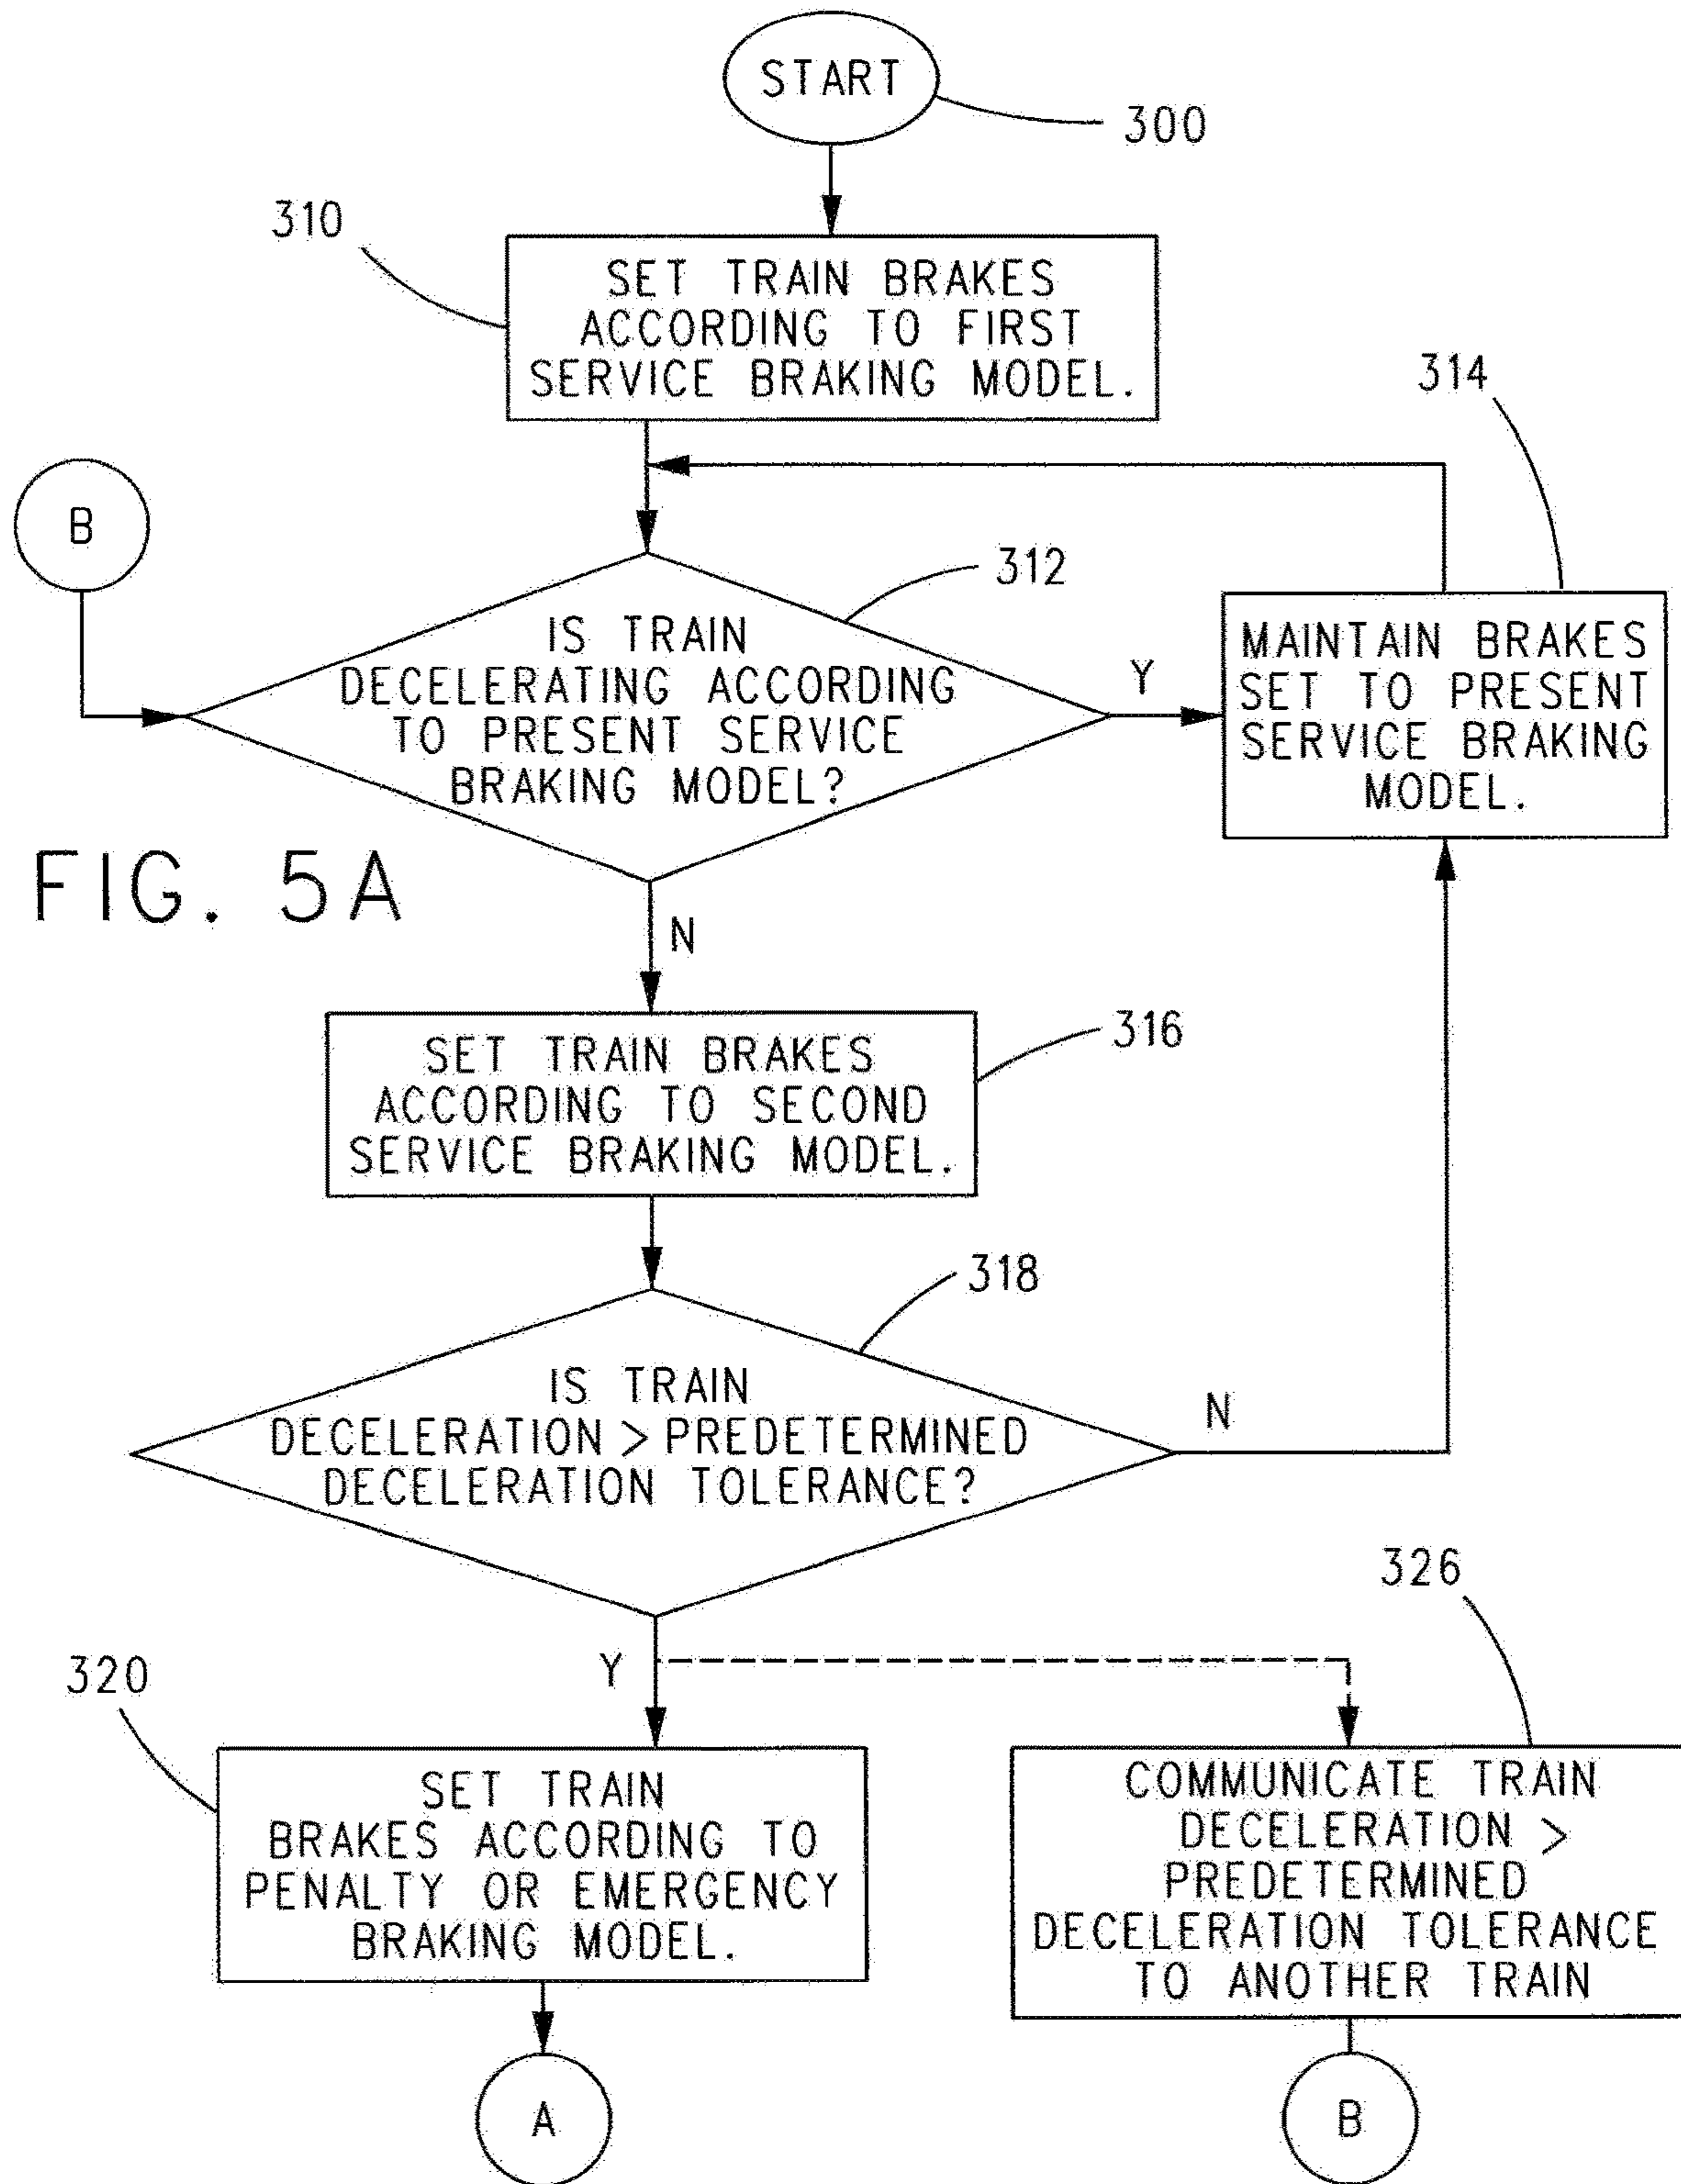 START
300
310
SET TRAIN BRAKES
ACCORDING TO FIRST
SERVICE BRAKING MODEL.
314
B
312
IS TRAIN
DECELERATING ACCORDING
TO PRESENT SERVICE
BRAKING MODEL?
Y
MAINTAIN BRAKES
SET TO PRESENT
SERVICE BRAKING
MODEL.
FIG. 5A
N
SET TRAIN BRAKES
ACCORDING TO SECOND
SERVICE BRAKING MODEL.
316
318
IS TRAIN
DECELERATION > PREDETERMINED
DECELERATION TOLERANCE?
N
326
320
Y
SET TRAIN
BRAKES ACCORDING TO
PENALTY OR EMERGENCY
BRAKING MODEL.
COMMUNICATE TRAIN
DECELERATION >
PREDETERMINED
DECELERATION TOLERANCE
TO ANOTHER TRAIN
A
B